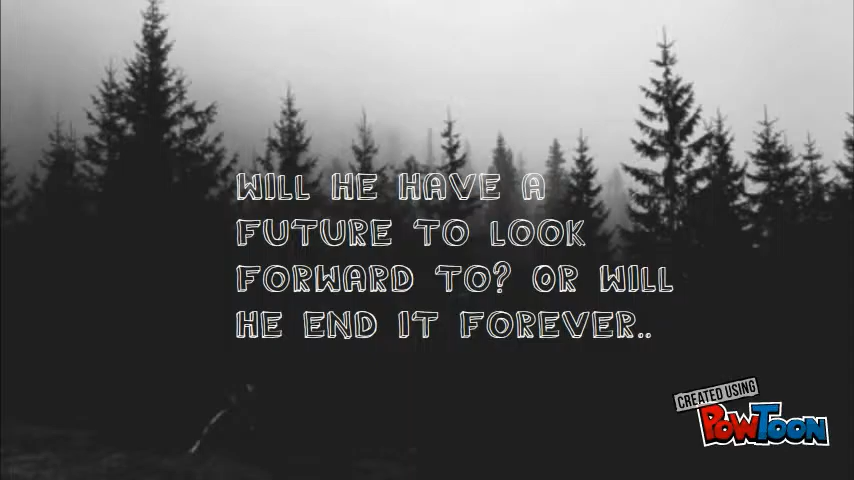 WILL HE HAVE A
FUTURE TO LOOK
FORWARD TO? OR WILL
HE END IT FOREVER..
CREATED USING
POWTOON